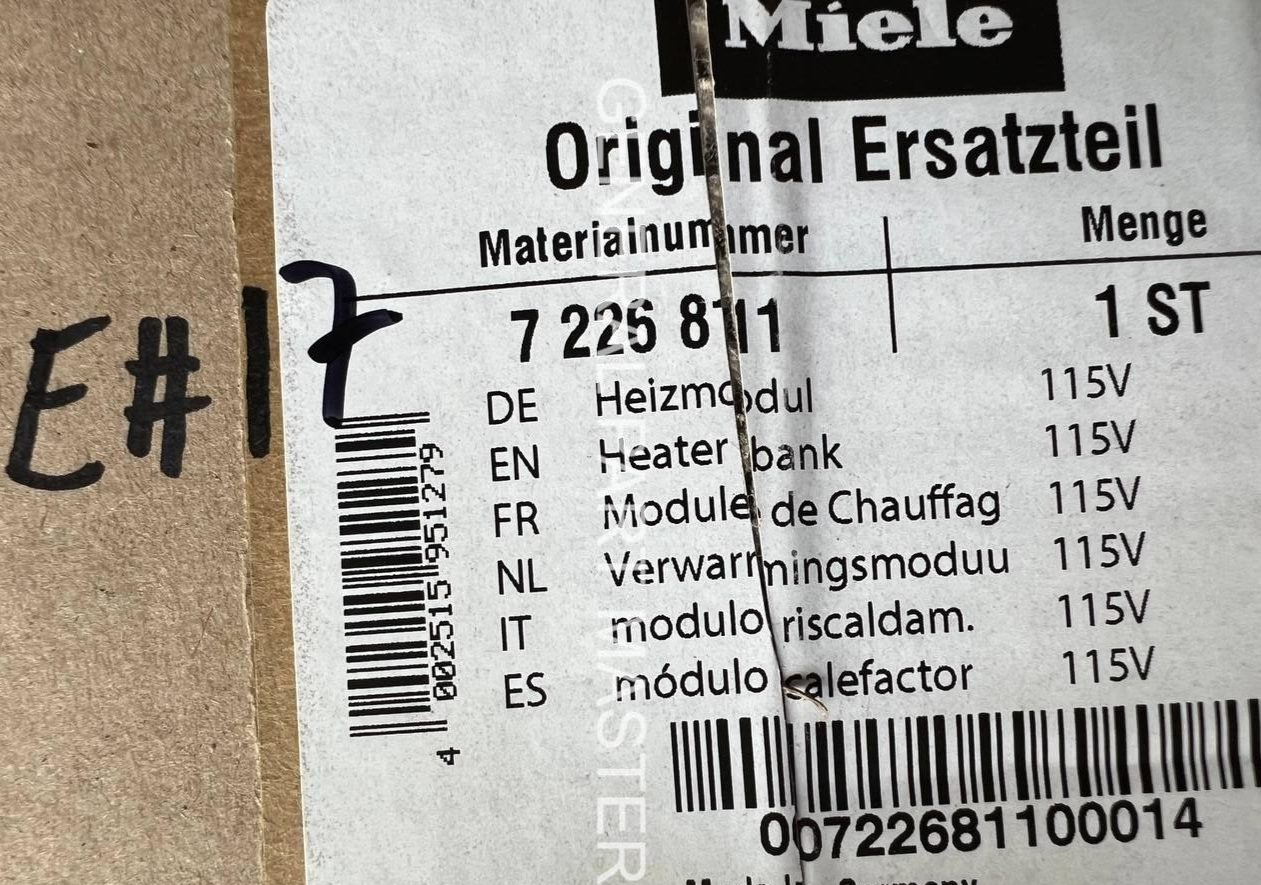 Miele
Original Ersatzteil
Materialnummer Menge
7 226 811 1 ST
DE Heizmodul 115V
EN Heater bank 115V
FR Module de Chauffag 115V
NL Verwarmingsmoduu 115V
IT modulo riscaldam. 115V
ES módulo calefactor 115V
00722681100014
4 002515 951279
E#17
MASTER